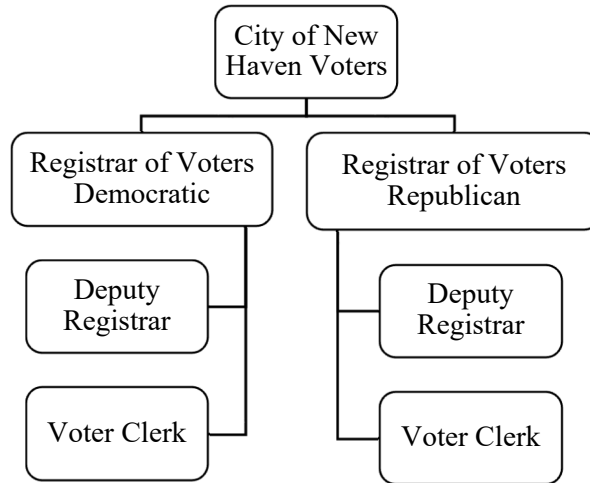 City of New
Haven Voters
Registrar of Voters
Democratic
Registrar of Voters
Republican
Deputy
Registrar
Deputy
Registrar
Voter Clerk
Voter Clerk